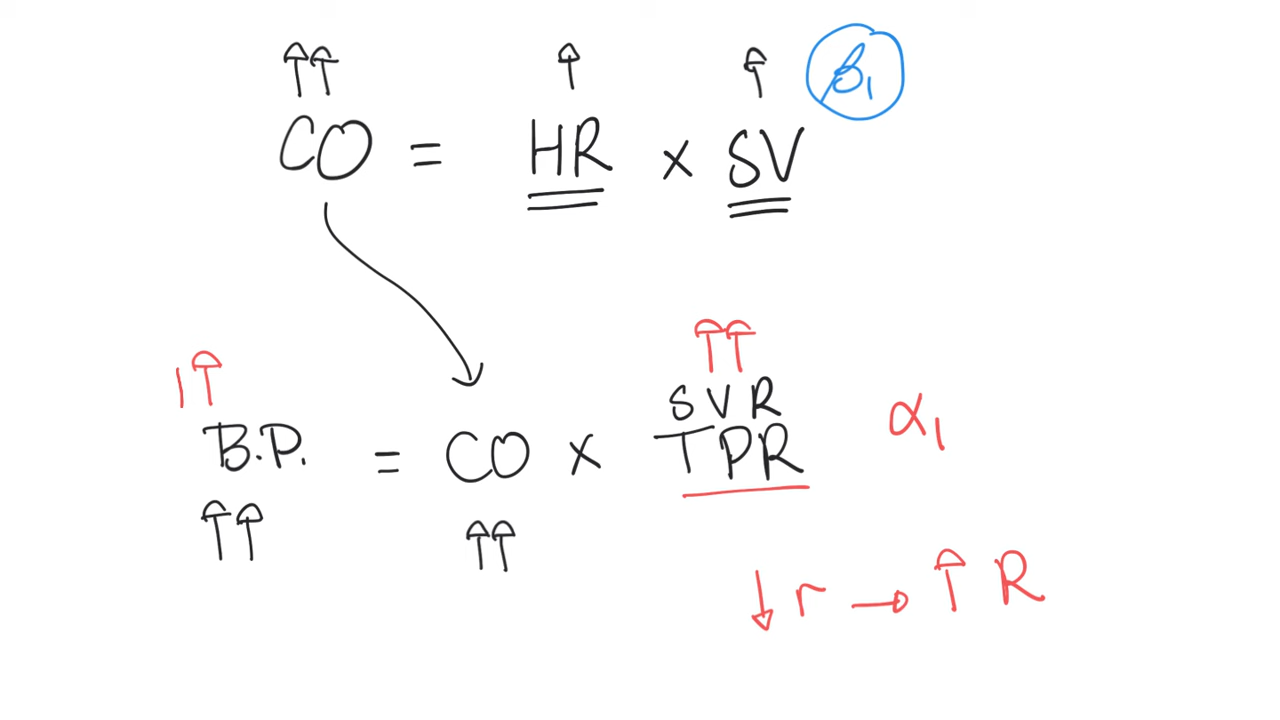 ↑↑ ↑ ↑ β₁
CO = HR x SV
↑↑
↑ SVR
B.P. = CO x TPR α₁
↑↑ ↑↑
↓ r → ↑ R